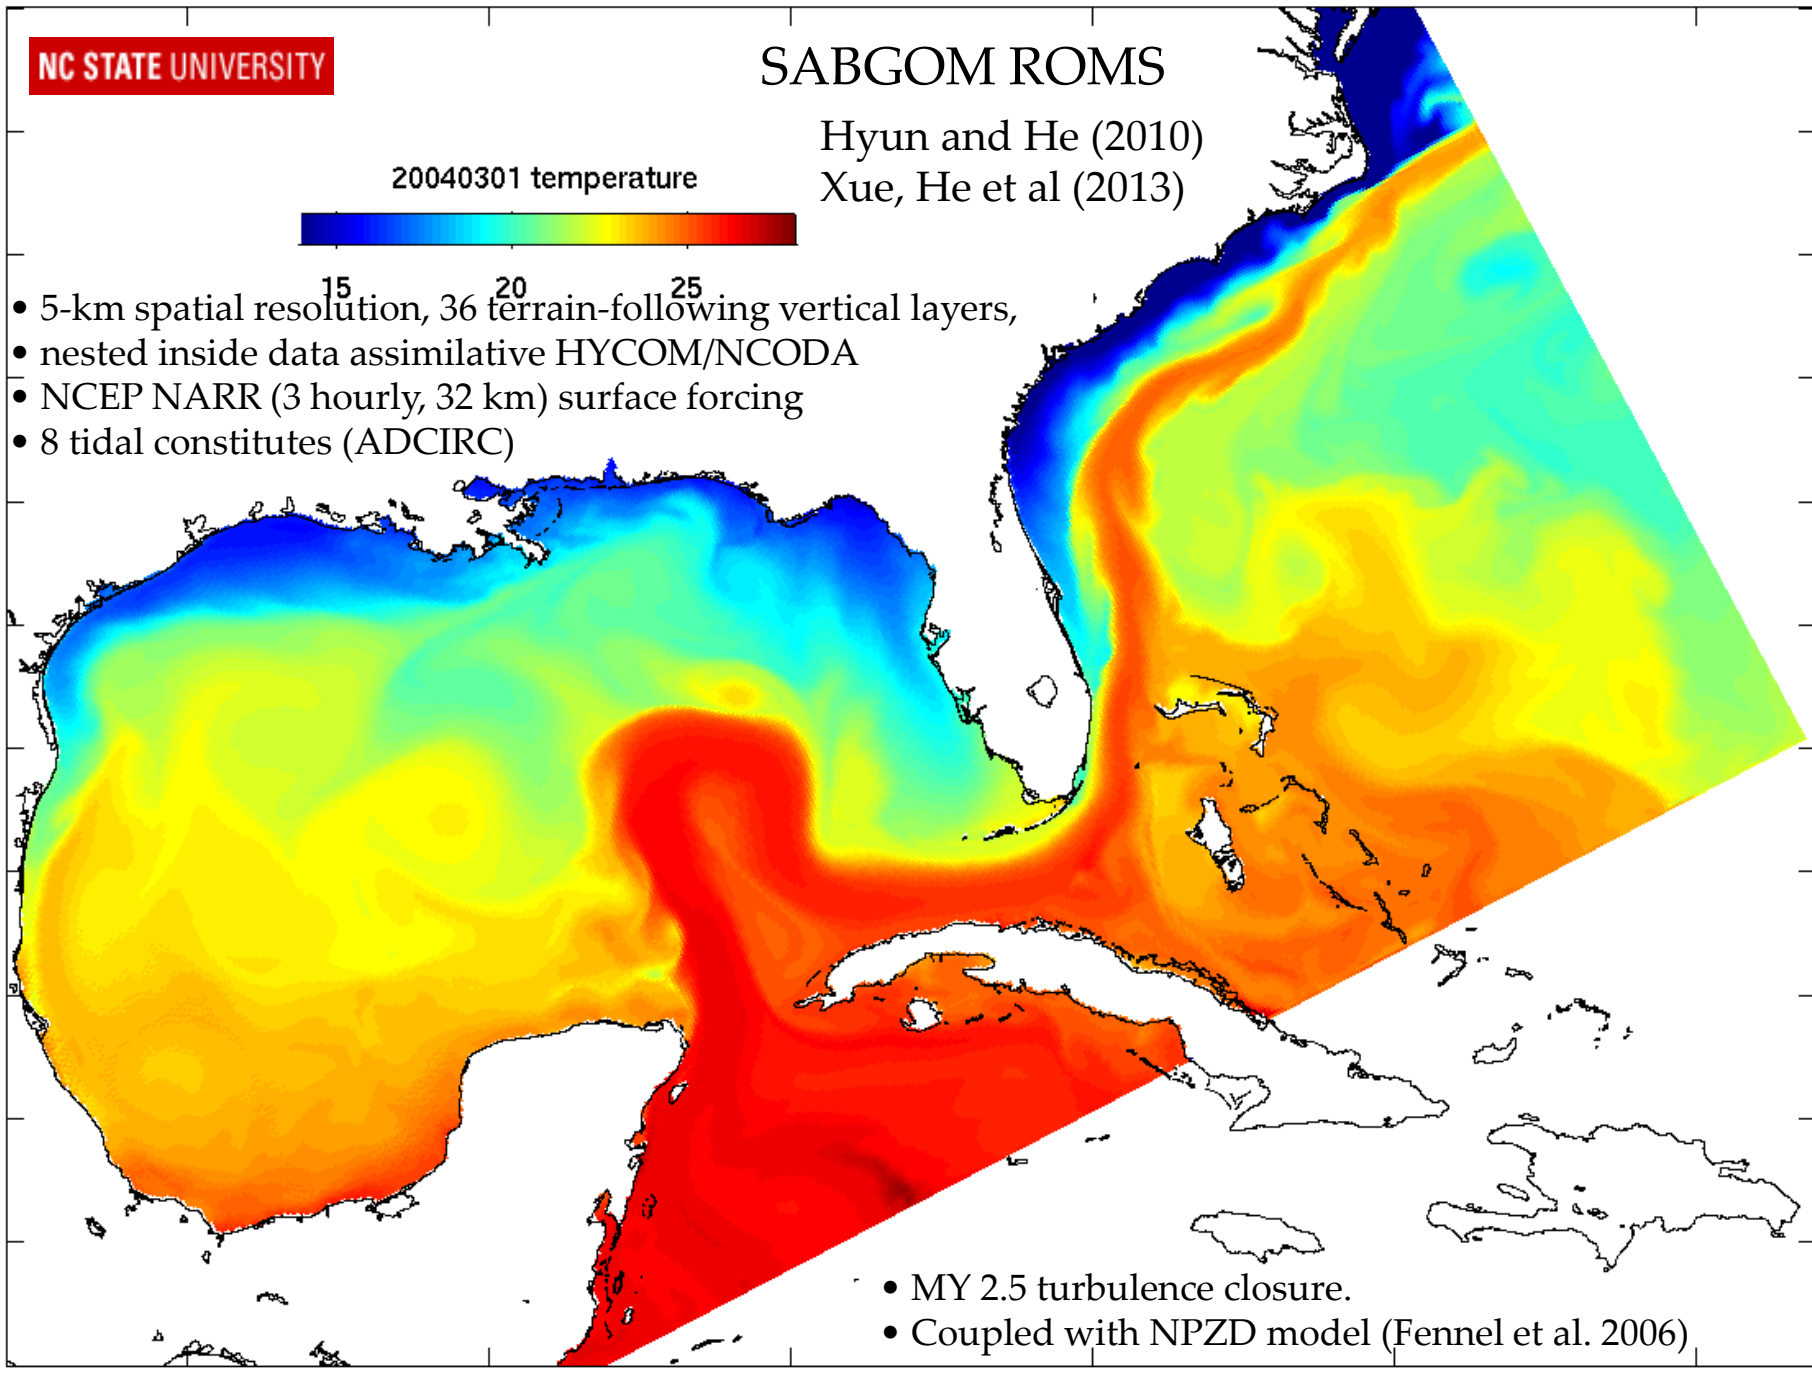 NC STATE UNIVERSITY
SABGOM ROMS
Hyun and He (2010)
Xue, He et al (2013)
20040301 temperature
15 20 25
• 5-km spatial resolution, 36 terrain-following vertical layers,
• nested inside data assimilative HYCOM/NCODA
• NCEP NARR (3 hourly, 32 km) surface forcing
• 8 tidal constitutes (ADCIRC)
• MY 2.5 turbulence closure.
• Coupled with NPZD model (Fennel et al. 2006)